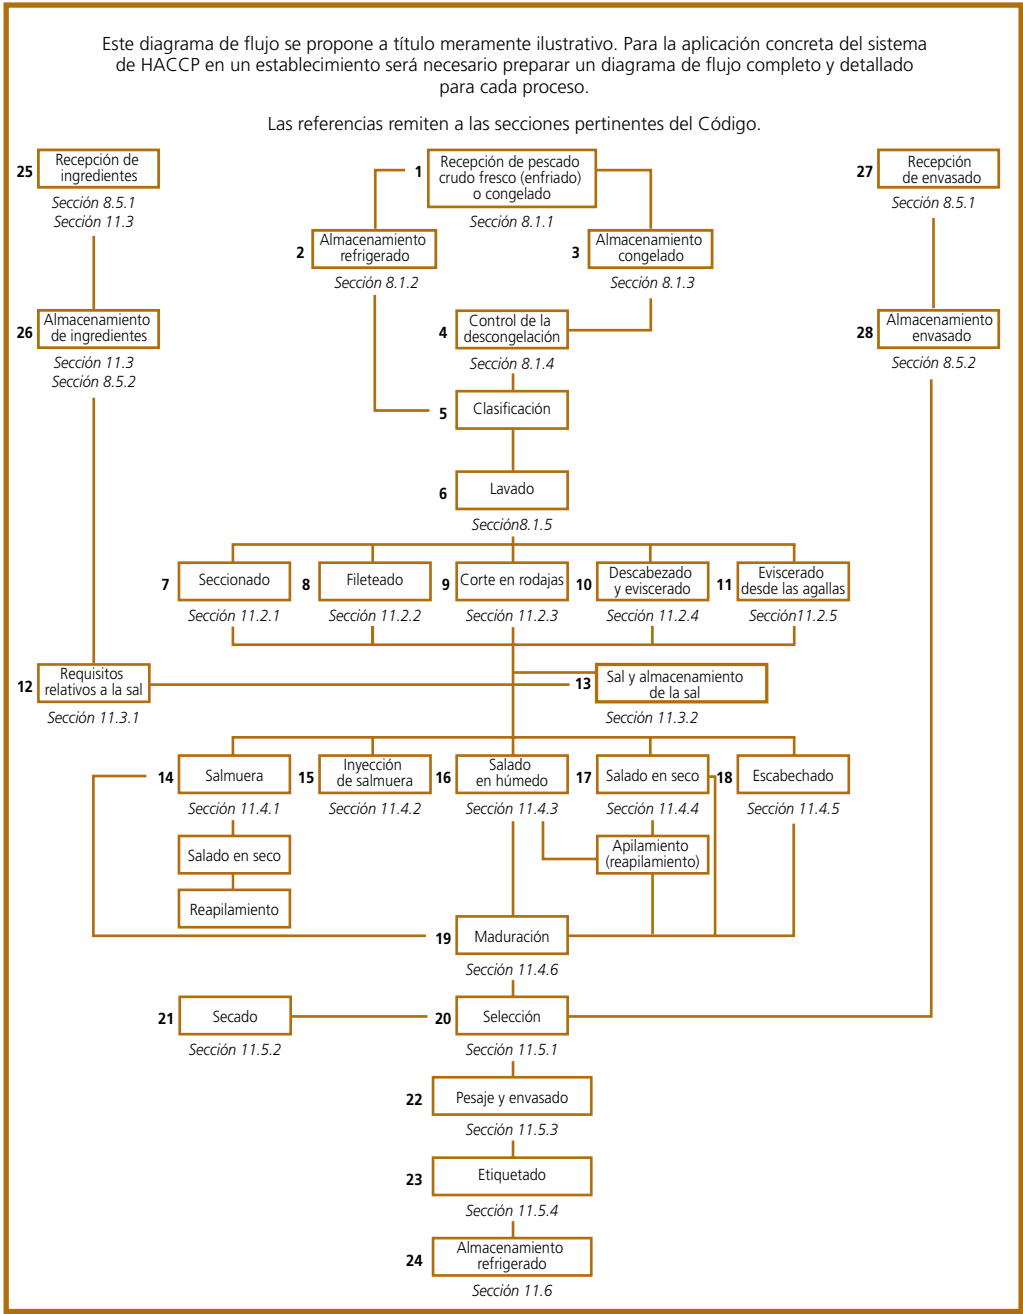 Este diagrama de flujo se propone a título meramente ilustrativo. Para la aplicación concreta del sistema
de HACCP en un establecimiento será necesario preparar un diagrama de flujo completo y detallado
para cada proceso.
Las referencias remiten a las secciones pertinentes del Código.
25
Recepción de
ingredientes
Sección 8.5.1
Sección 11.3
1
Recepción de pescado
crudo fresco (enfriado)
o congelado
Sección 8.1.1
27
Recepción
de envasado
Sección 8.5.1
2
Almacenamiento
refrigerado
Sección 8.1.2
3
Almacenamiento
congelado
Sección 8.1.3
26
Almacenamiento
de ingredientes
Sección 11.3
Sección 8.5.2
4
Control de la
descongelación
Sección 8.1.4
28
Almacenamiento
envasado
Sección 8.5.2
5
Clasificación
6
Lavado
Sección8.1.5
7
Seccionado
Sección 11.2.1
8
Fileteado
Sección 11.2.2
9
Corte en rodajas
Sección 11.2.3
10
Descabezado
y eviscerado
Sección 11.2.4
11
Eviscerado
desde las agallas
Sección11.2.5
12
Requisitos
relativos a la sal
Sección 11.3.1
13
Sal y almacenamiento
de la sal
Sección 11.3.2
14
Salmuera
Sección 11.4.1
15
Inyección
de salmuera
Sección 11.4.2
16
Salado
en húmedo
Sección 11.4.3
17
Salado en seco
Sección 11.4.4
18
Escabechado
Sección 11.4.5
Salado en seco
Apilamiento
(reapilamiento)
Reapilamiento
19
Maduración
Sección 11.4.6
21
Secado
Sección 11.5.2
20
Selección
Sección 11.5.1
22
Pesaje y envasado
Sección 11.5.3
23
Etiquetado
Sección 11.5.4
24
Almacenamiento
refrigerado
Sección 11.6